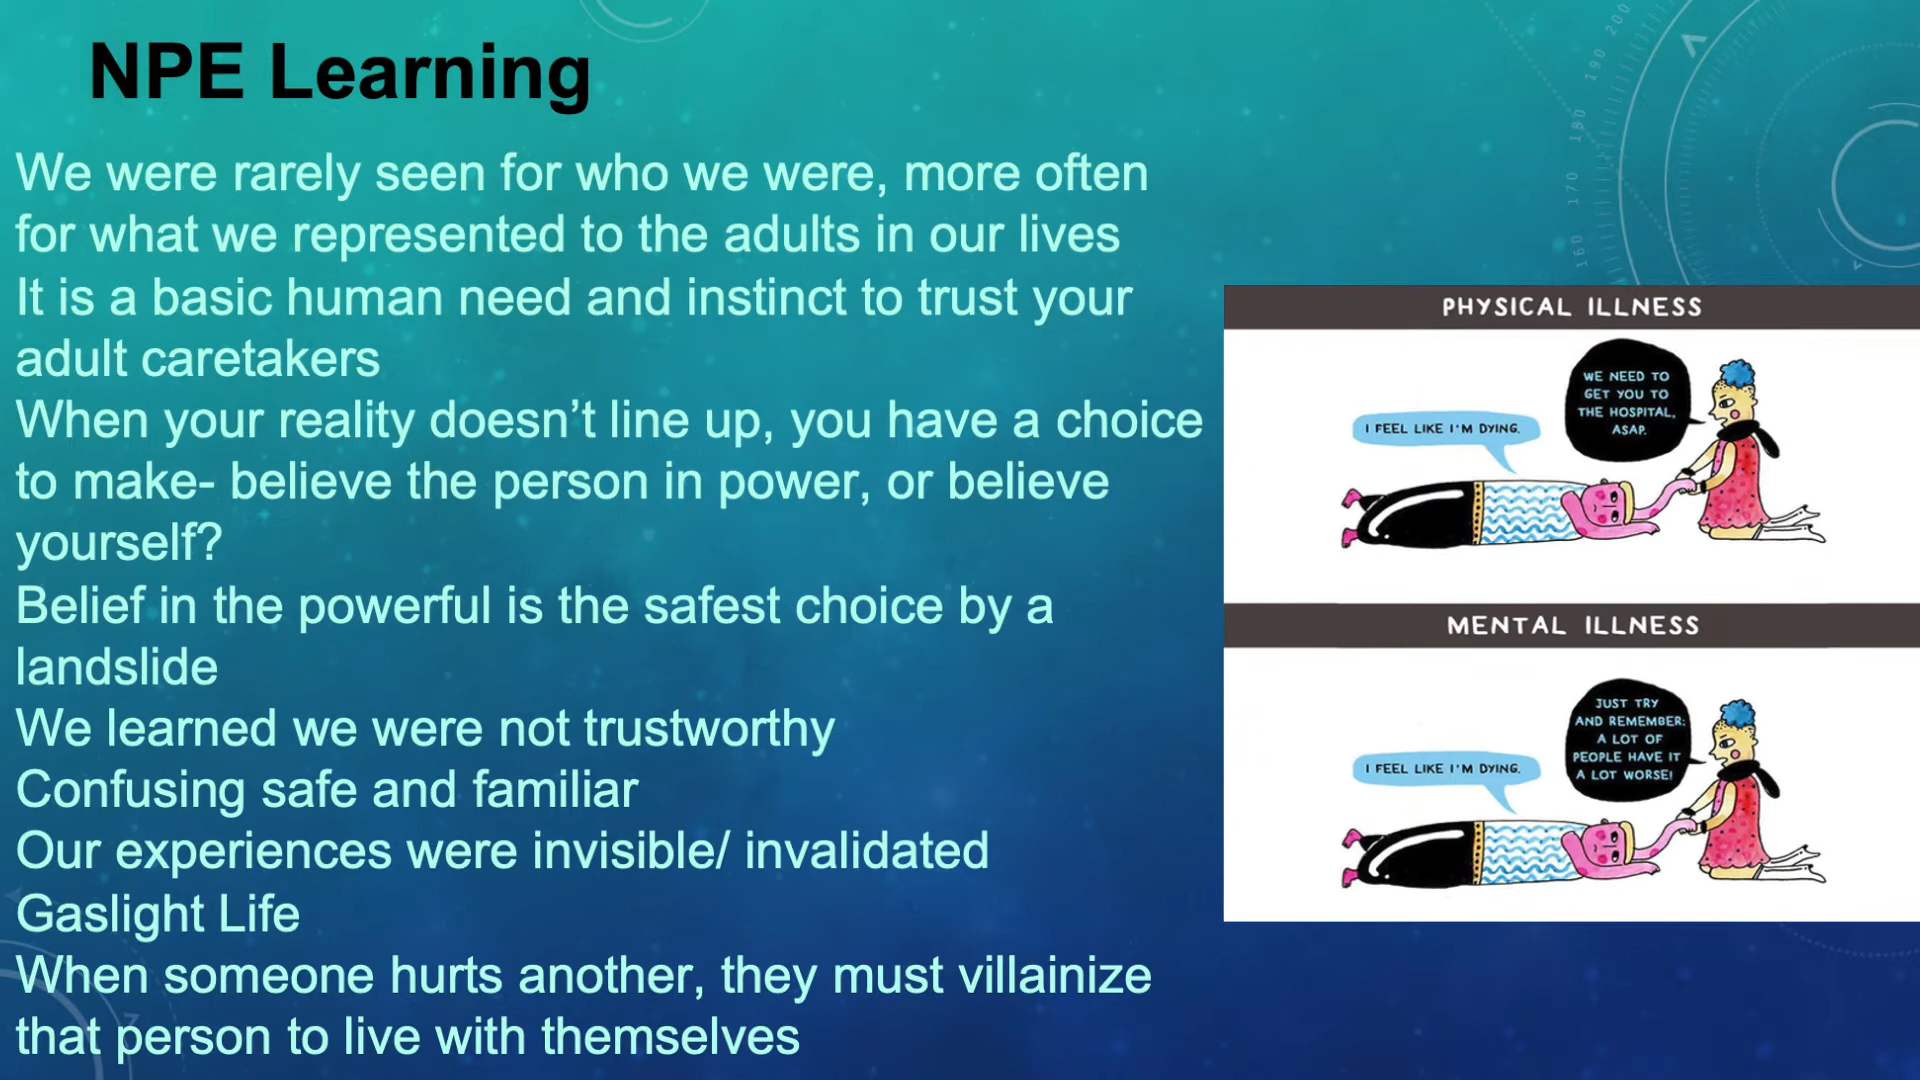 NPE Learning
We were rarely seen for who we were, more often
for what we represented to the adults in our lives
It is a basic human need and instinct to trust your
adult caretakers
When your reality doesn’t line up, you have a choice
to make- believe the person in power, or believe
yourself?
Belief in the powerful is the safest choice by a
landslide
We learned we were not trustworthy
Confusing safe and familiar
Our experiences were invisible/ invalidated
Gaslight Life
When someone hurts another, they must villainize
that person to live with themselves
PHYSICAL ILLNESS
I FEEL LIKE I'M DYING.
WE NEED TO
GET YOU TO
THE HOSPITAL,
ASAP.
MENTAL ILLNESS
I FEEL LIKE I'M DYING.
JUST TRY
AND REMEMBER:
A LOT OF
PEOPLE HAVE IT
A LOT WORSE!
160
170
180
190
200